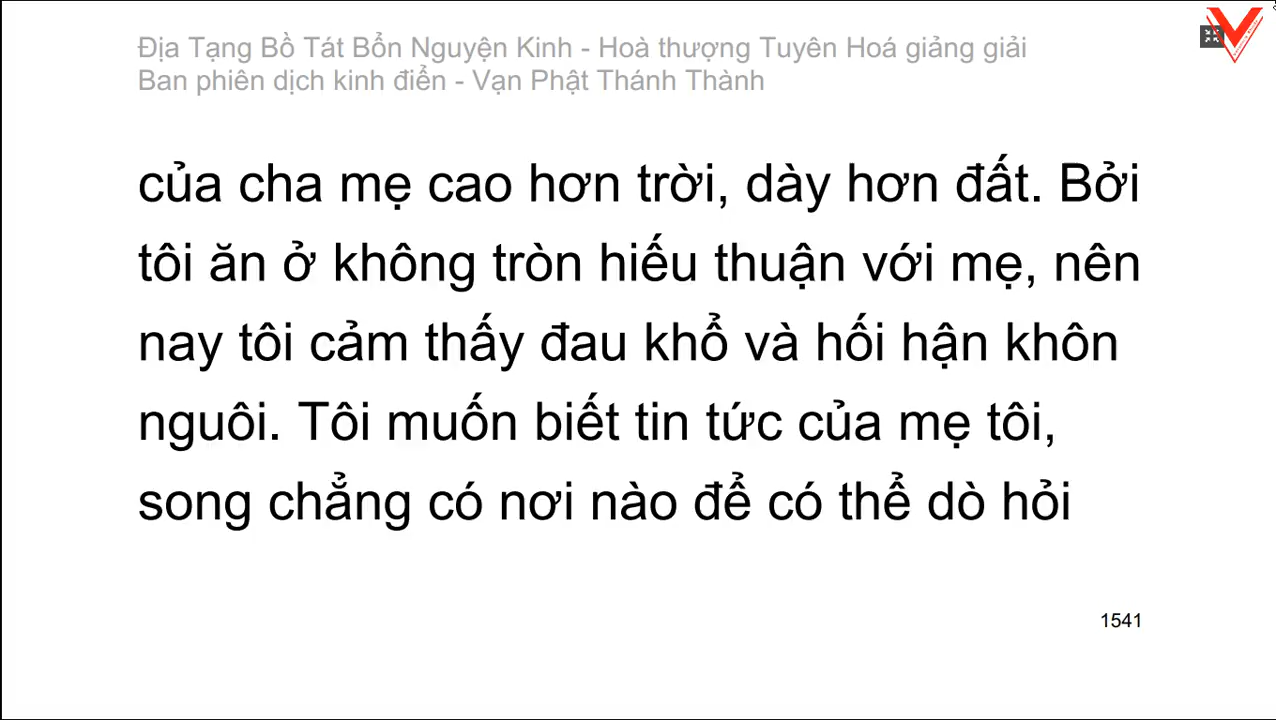 Địa Tạng Bồ Tát Bổn Nguyện Kinh - Hoà thượng Tuyên Hoá giảng giải
Ban phiên dịch kinh điển - Vạn Phật Thánh Thành
của cha mẹ cao hơn trời, dày hơn đất. Bởi
tôi ăn ở không tròn hiếu thuận với mẹ, nên
nay tôi cảm thấy đau khổ và hối hận khôn
nguôi. Tôi muốn biết tin tức của mẹ tôi,
song chẳng có nơi nào để có thể dò hỏi
1541